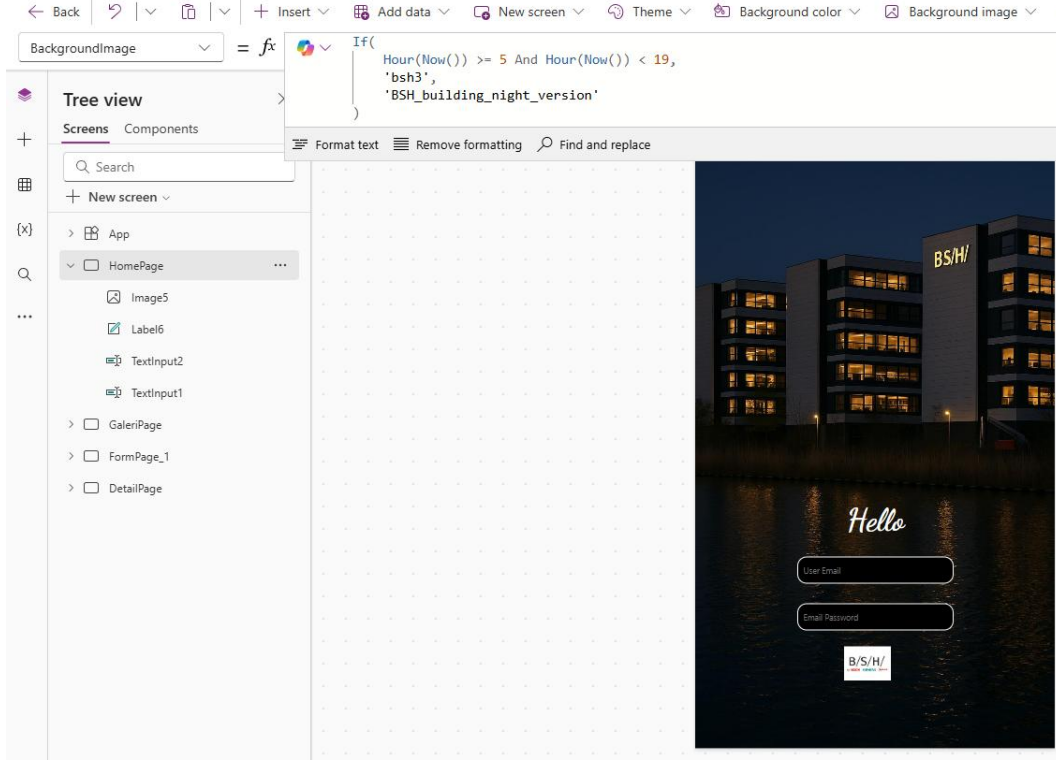 Back
Insert
Add data
New screen
Theme
Background color
Background image
BackgroundImage
= fx
If(
Hour(Now()) >= 5 And Hour(Now()) < 19,
'bsh3',
'BSH_building_night_version'
)
Format text
Remove formatting
Find and replace
Tree view
Screens
Components
Search
New screen
{x}
App
HomePage
Image5
Label6
TextInput2
TextInput1
GaleriPage
FormPage_1
DetailPage
BS/H/
Hello
User Email
Email Password
B/S/H/